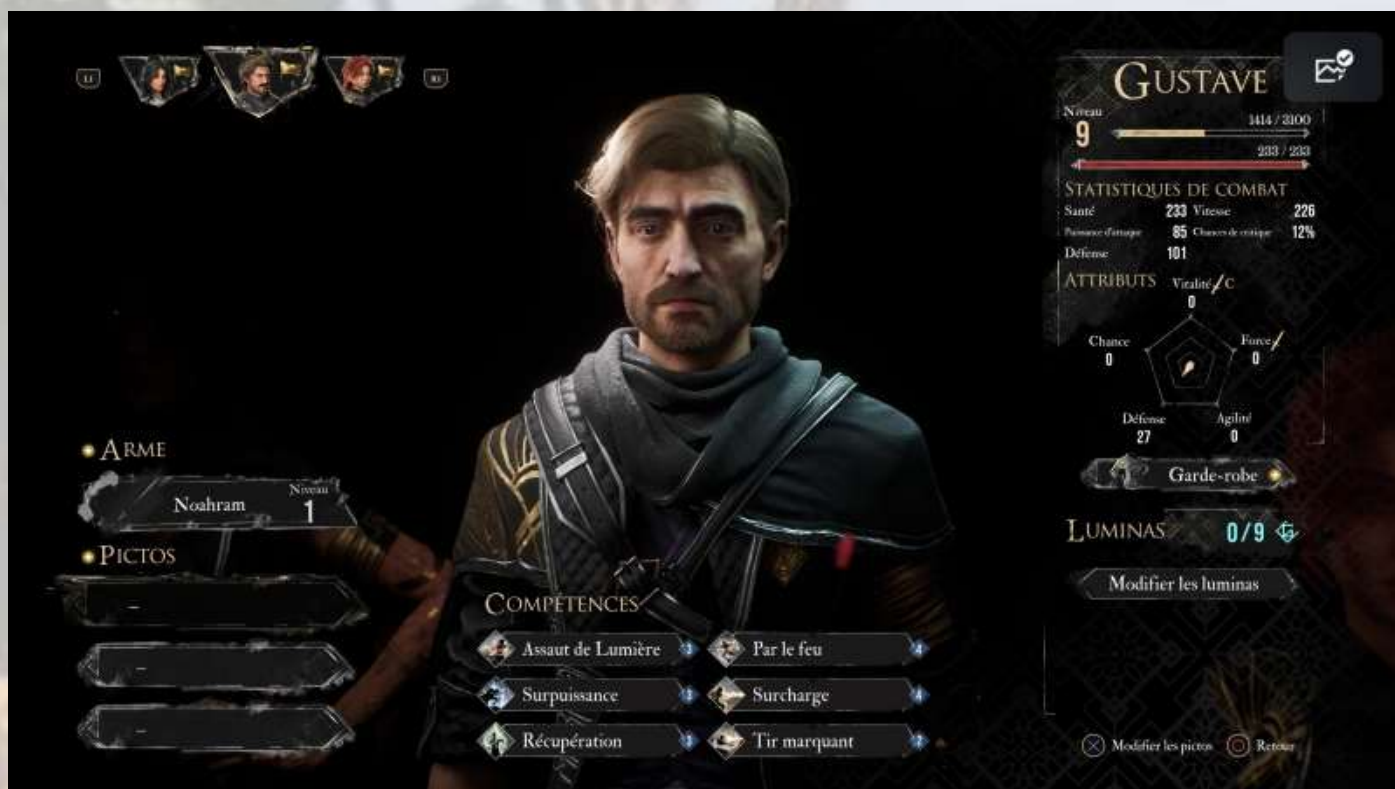 L1
R1
GUSTAVE
Niveau
9
1414 / 3100
233 / 233
STATISTIQUES DE COMBAT
Santé 233 Vitesse 226
Puissance d'attaque 85 Chances de critique 12%
Défense 101
ATTRIBUTS
Vitalité C
0
Chance
0
Force
0
Défense
27
Agilité
0
Garde-robe
LUMINAS 0/9
Modifier les luminas
ARME
Noahram
Niveau
1
PICTOS
-
-
-
COMPÉTENCES
Assaut de Lumière 3
Par le feu 4
Surpuissance 3
Surcharge 4
Récupération 3
Tir marquant 2
Modifier les pictos
Retour